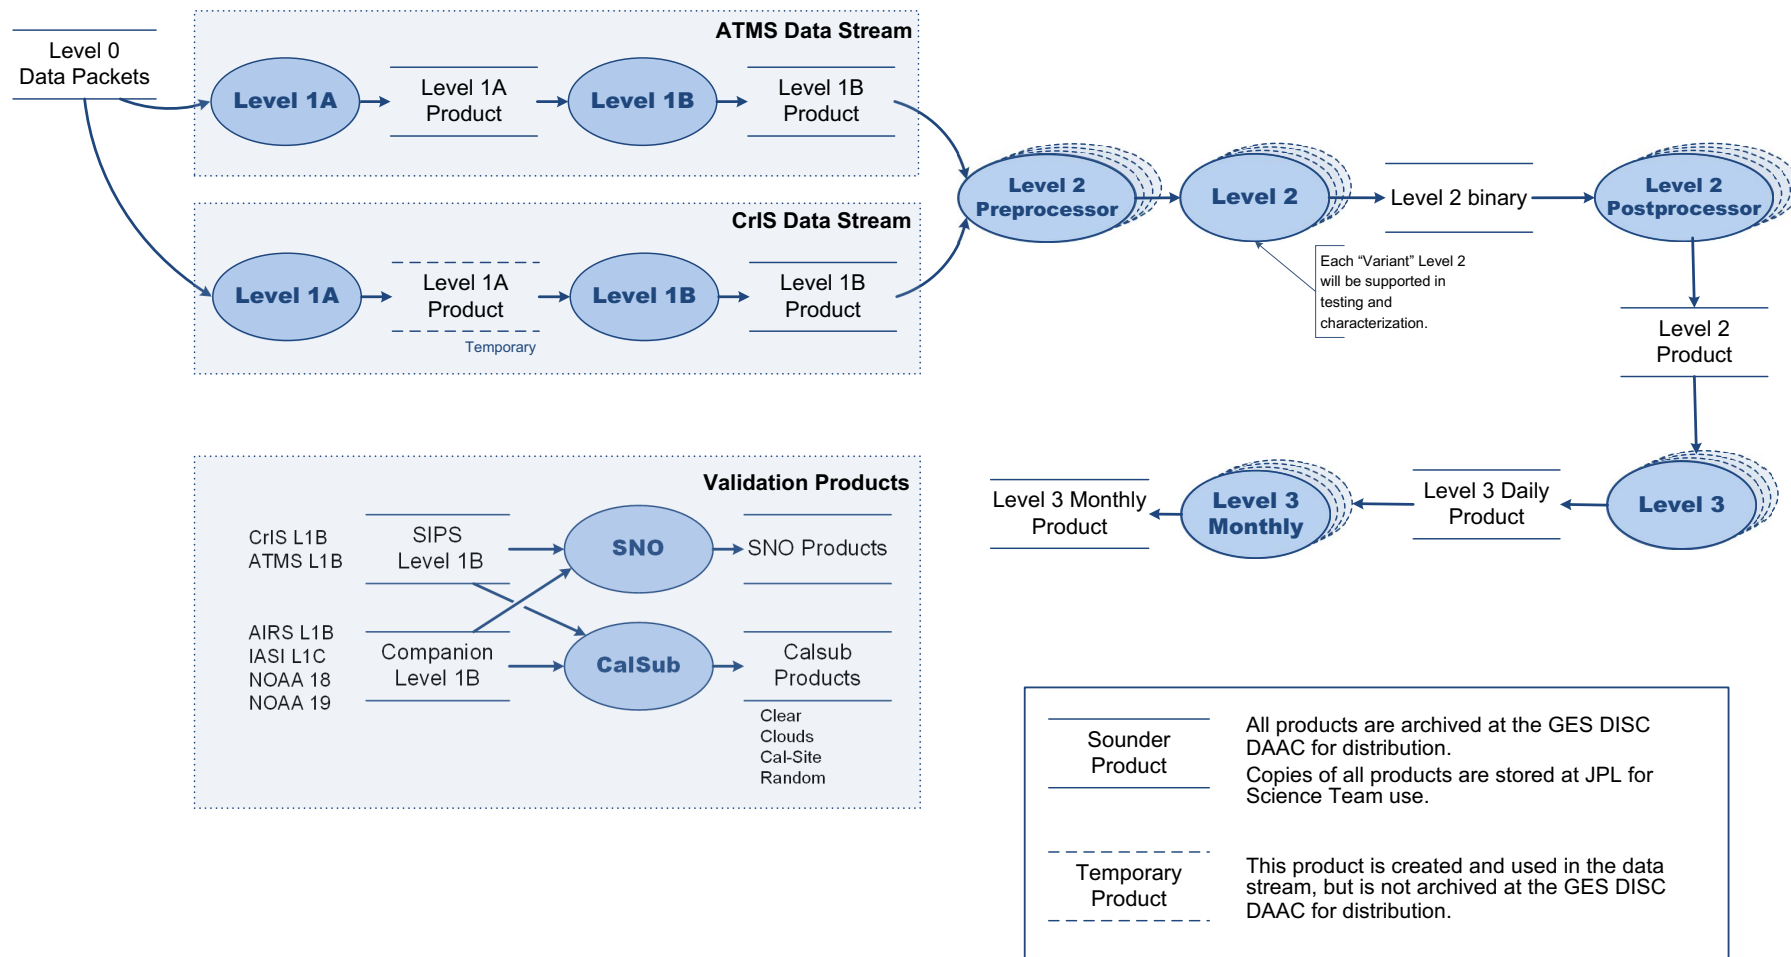 Level 0
Data Packets
ATMS Data Stream
Level 1A
Level 1A
Product
Level 1B
Level 1B
Product
CrIS Data Stream
Level 1A
Level 1A
Product
Temporary
Level 1B
Level 1B
Product
Level 2
Preprocessor
Level 2
Level 2 binary
Level 2
Postprocessor
Each “Variant” Level 2
will be supported in
testing and
characterization.
Level 2
Product
Level 3
Level 3 Daily
Product
Level 3
Monthly
Level 3 Monthly
Product
Validation Products
CrIS L1B
ATMS L1B
SIPS
Level 1B
SNO
SNO Products
AIRS L1B
IASI L1C
NOAA 18
NOAA 19
Companion
Level 1B
CalSub
Calsub
Products
Clear
Clouds
Cal-Site
Random
Sounder
Product
All products are archived at the GES DISC
DAAC for distribution.
Copies of all products are stored at JPL for
Science Team use.
Temporary
Product
This product is created and used in the data
stream, but is not archived at the GES DISC
DAAC for distribution.